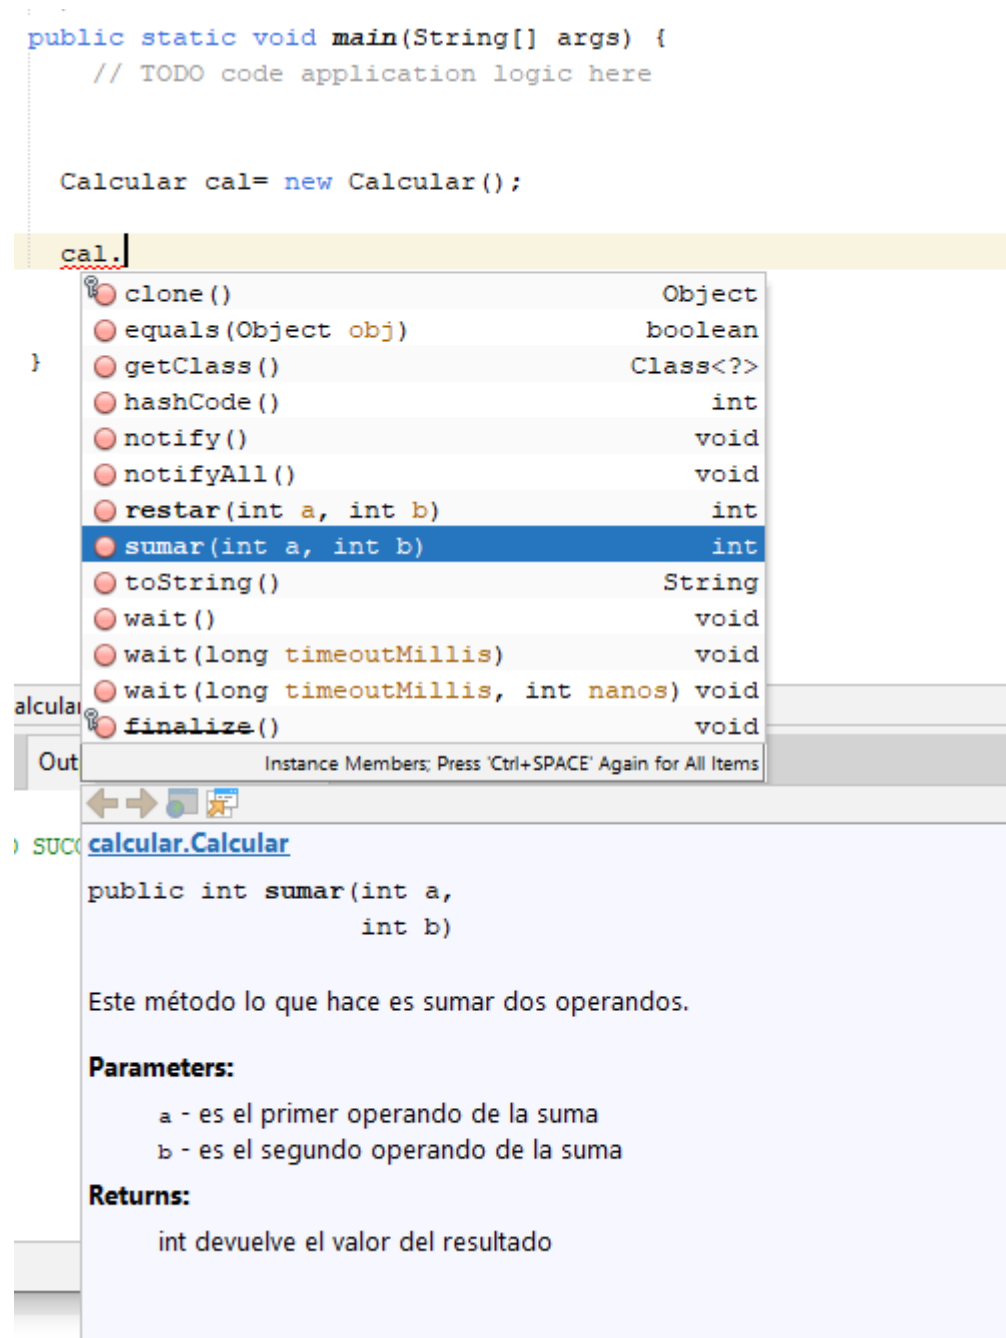 public static void main(String[] args) {
// TODO code application logic here
Calcular cal= new Calcular();
cal.
clone() Object
equals(Object obj) boolean
getClass() Class<?>
hashCode() int
notify() void
notifyAll() void
restar(int a, int b) int
sumar(int a, int b) int
toString() String
wait() void
wait(long timeoutMillis) void
wait(long timeoutMillis, int nanos) void
finalize() void
}
Instance Members; Press 'Ctrl+SPACE' Again for All Items
alcular
Out
SUCC
calcular.Calcular
public int sumar(int a,
int b)
Este método lo que hace es sumar dos operandos.
Parameters:
a - es el primer operando de la suma
b - es el segundo operando de la suma
Returns:
int devuelve el valor del resultado